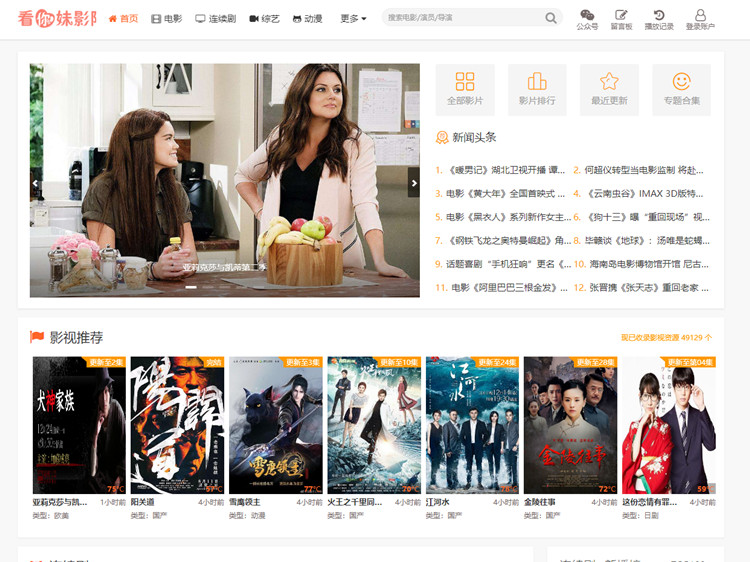 看你妹影
首页
电影
连续剧
综艺
动漫
更多
搜索电影/演员/导演
公众号
留言板
播放记录
登录账户
亚莉克莎与凯蒂第二季
全部影片
影片排行
最近更新
专题合集
新闻头条
1. 《暖男记》湖北卫视开播 谭...
2. 何超仪转型当电影监制 将赴...
3. 电影《黄大年》全国首映式 ...
4. 《云南虫谷》IMAX 3D版特...
5. 电影《黑衣人》系列新作女主...
6. 《狗十三》曝“重回现场”视...
7. 《钢铁飞龙之奥特曼崛起》角...
8. 毕赣谈《地球》：汤唯是蛇蝎...
9. 话题喜剧“手机狂响”更名《...
10. 海南岛电影博物馆开馆 尼古...
11. 电影《阿里巴巴三根金发》...
12. 张晋携《张天志》重回老家 ...
影视推荐
现已收录影视资源 49129 个
更新至2集
完结
更新至3集
更新至10集
更新至24集
更新至28集
更新至第04集
犬神家族
陽關道
雪鹰领主
江河水
金陵往事
75°C
57°C
77°C
79°C
72°C
59°C
亚莉克莎与凯...
1小时前
阳关道
4小时前
雪鹰领主
4小时前
火王之千里同...
4小时前
江河水
4小时前
金陵往事
4小时前
这份恋情有罪...
4小时前
类型：欧美
类型：国产
类型：动漫
类型：国产
类型：国产
类型：国产
类型：日剧